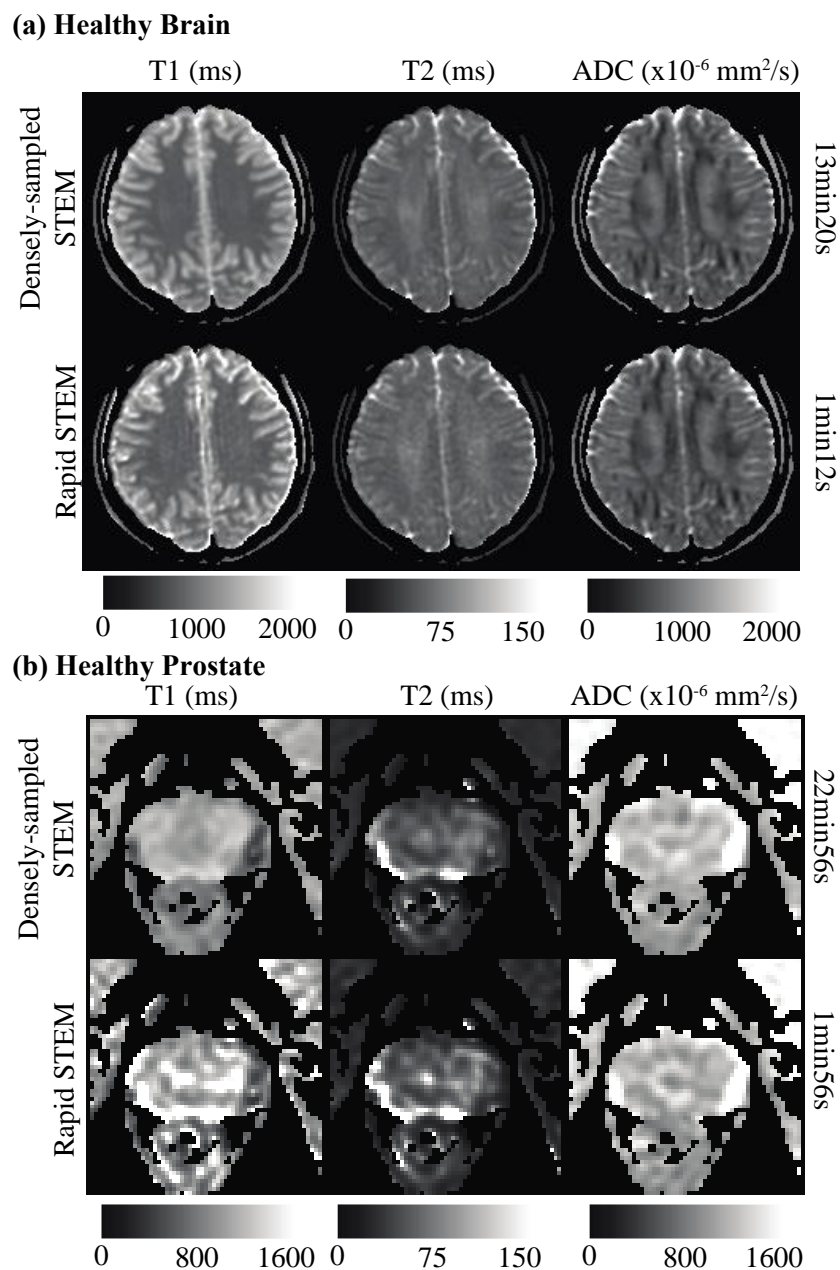 (a) Healthy Brain
T1 (ms) T2 (ms) ADC (x10⁻⁶ mm²/s)
Densely-sampled
STEM
13min20s
Rapid STEM
1min12s
0 1000 2000 0 75 150 0 1000 2000
(b) Healthy Prostate
T1 (ms) T2 (ms) ADC (x10⁻⁶ mm²/s)
Densely-sampled
STEM
22min56s
Rapid STEM
1min56s
0 800 1600 0 75 150 0 800 1600